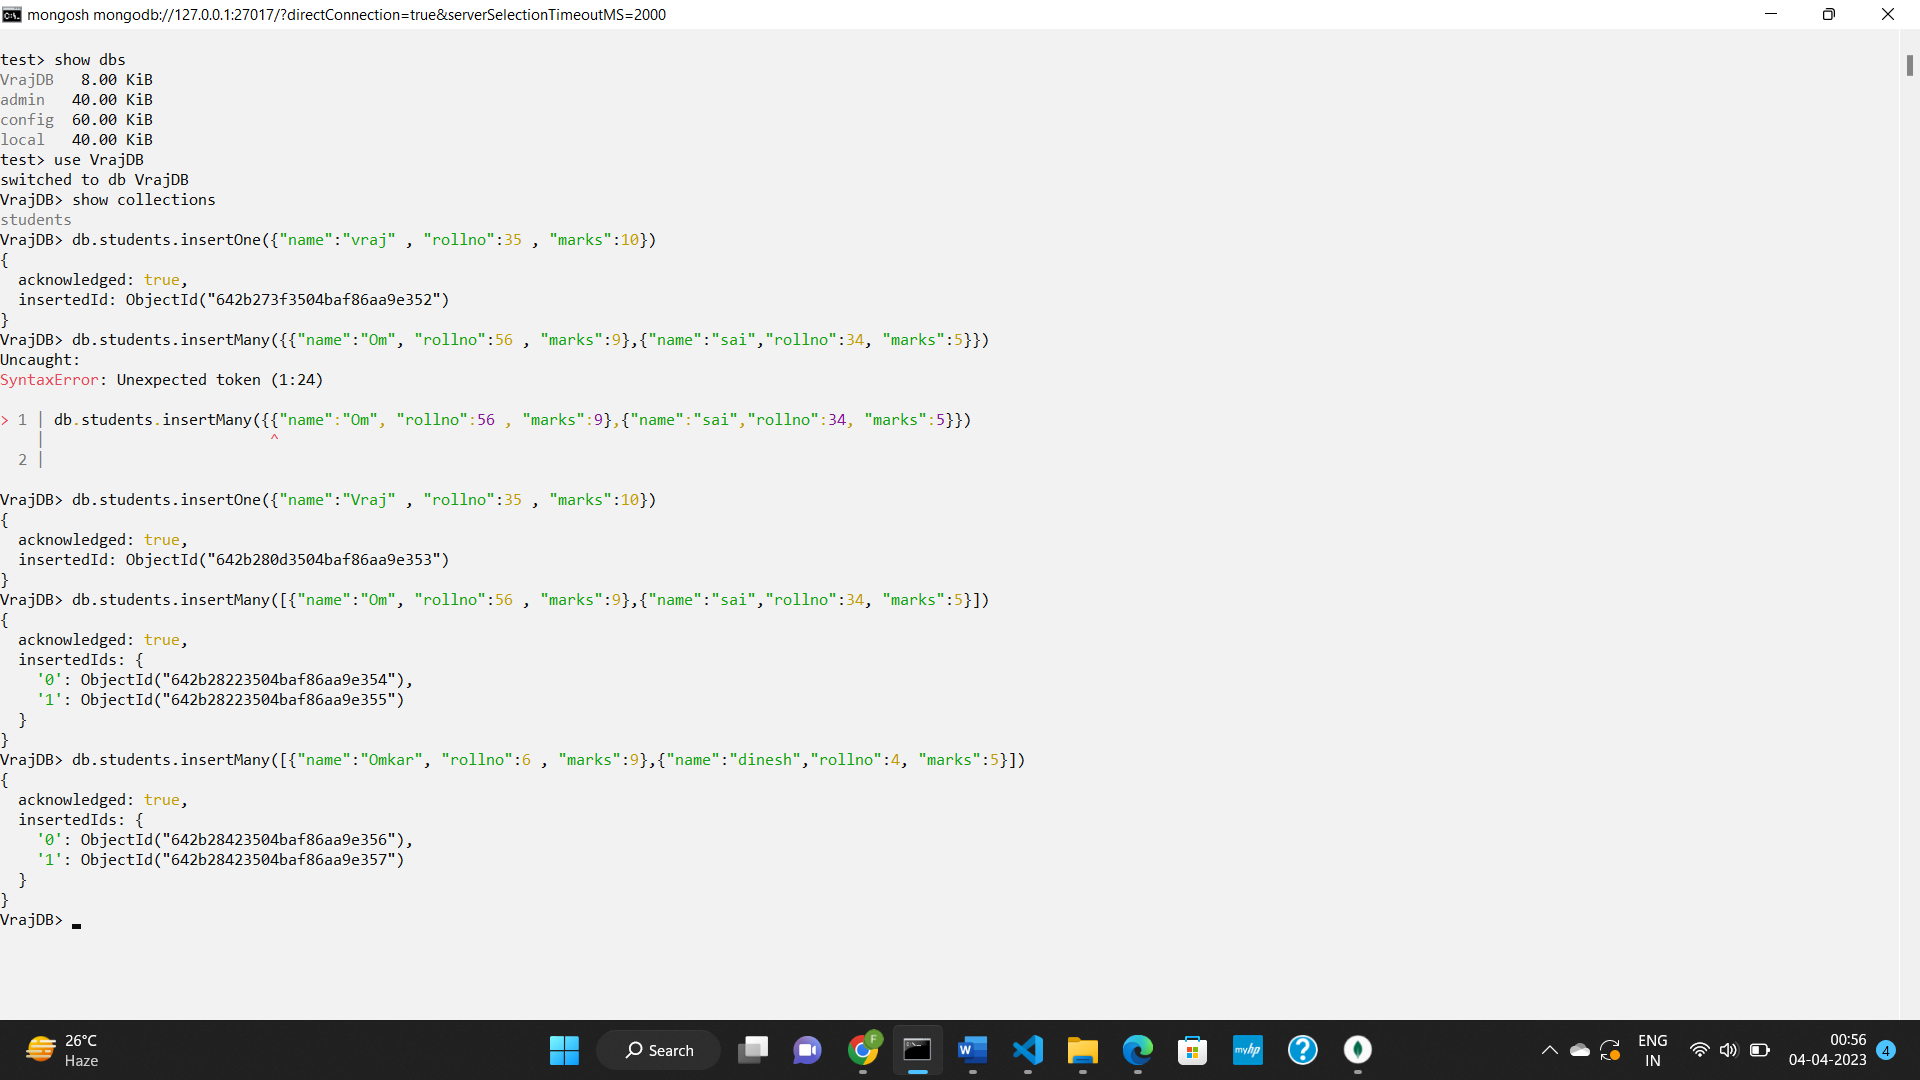 mongosh mongodb://127.0.0.1:27017/?directConnection=true&serverSelectionTimeoutMS=2000
test> show dbs
VrajDB   8.00 KiB
admin   40.00 KiB
config  60.00 KiB
local   40.00 KiB
test> use VrajDB
switched to db VrajDB
VrajDB> show collections
students
VrajDB> db.students.insertOne({"name":"vraj" , "rollno":35 , "marks":10})
{
  acknowledged: true,
  insertedId: ObjectId("642b273f3504baf86aa9e352")
}
VrajDB> db.students.insertMany({{"name":"Om", "rollno":56 , "marks":9},{"name":"sai","rollno":34, "marks":5}})
Uncaught:
SyntaxError: Unexpected token (1:24)
> 1 | db.students.insertMany({{"name":"Om", "rollno":56 , "marks":9},{"name":"sai","rollno":34, "marks":5}})
    |                         ^
  2 |
VrajDB> db.students.insertOne({"name":"Vraj" , "rollno":35 , "marks":10})
{
  acknowledged: true,
  insertedId: ObjectId("642b280d3504baf86aa9e353")
}
VrajDB> db.students.insertMany([{"name":"Om", "rollno":56 , "marks":9},{"name":"sai","rollno":34, "marks":5}])
{
  acknowledged: true,
  insertedIds: {
    '0': ObjectId("642b28223504baf86aa9e354"),
    '1': ObjectId("642b28223504baf86aa9e355")
  }
}
VrajDB> db.students.insertMany([{"name":"Omkar", "rollno":6 , "marks":9},{"name":"dinesh","rollno":4, "marks":5}])
{
  acknowledged: true,
  insertedIds: {
    '0': ObjectId("642b28423504baf86aa9e356"),
    '1': ObjectId("642b28423504baf86aa9e357")
  }
}
VrajDB>
26°C
Haze
Search
F
W
myhp
?
ENG
IN
00:56
04-04-2023
4